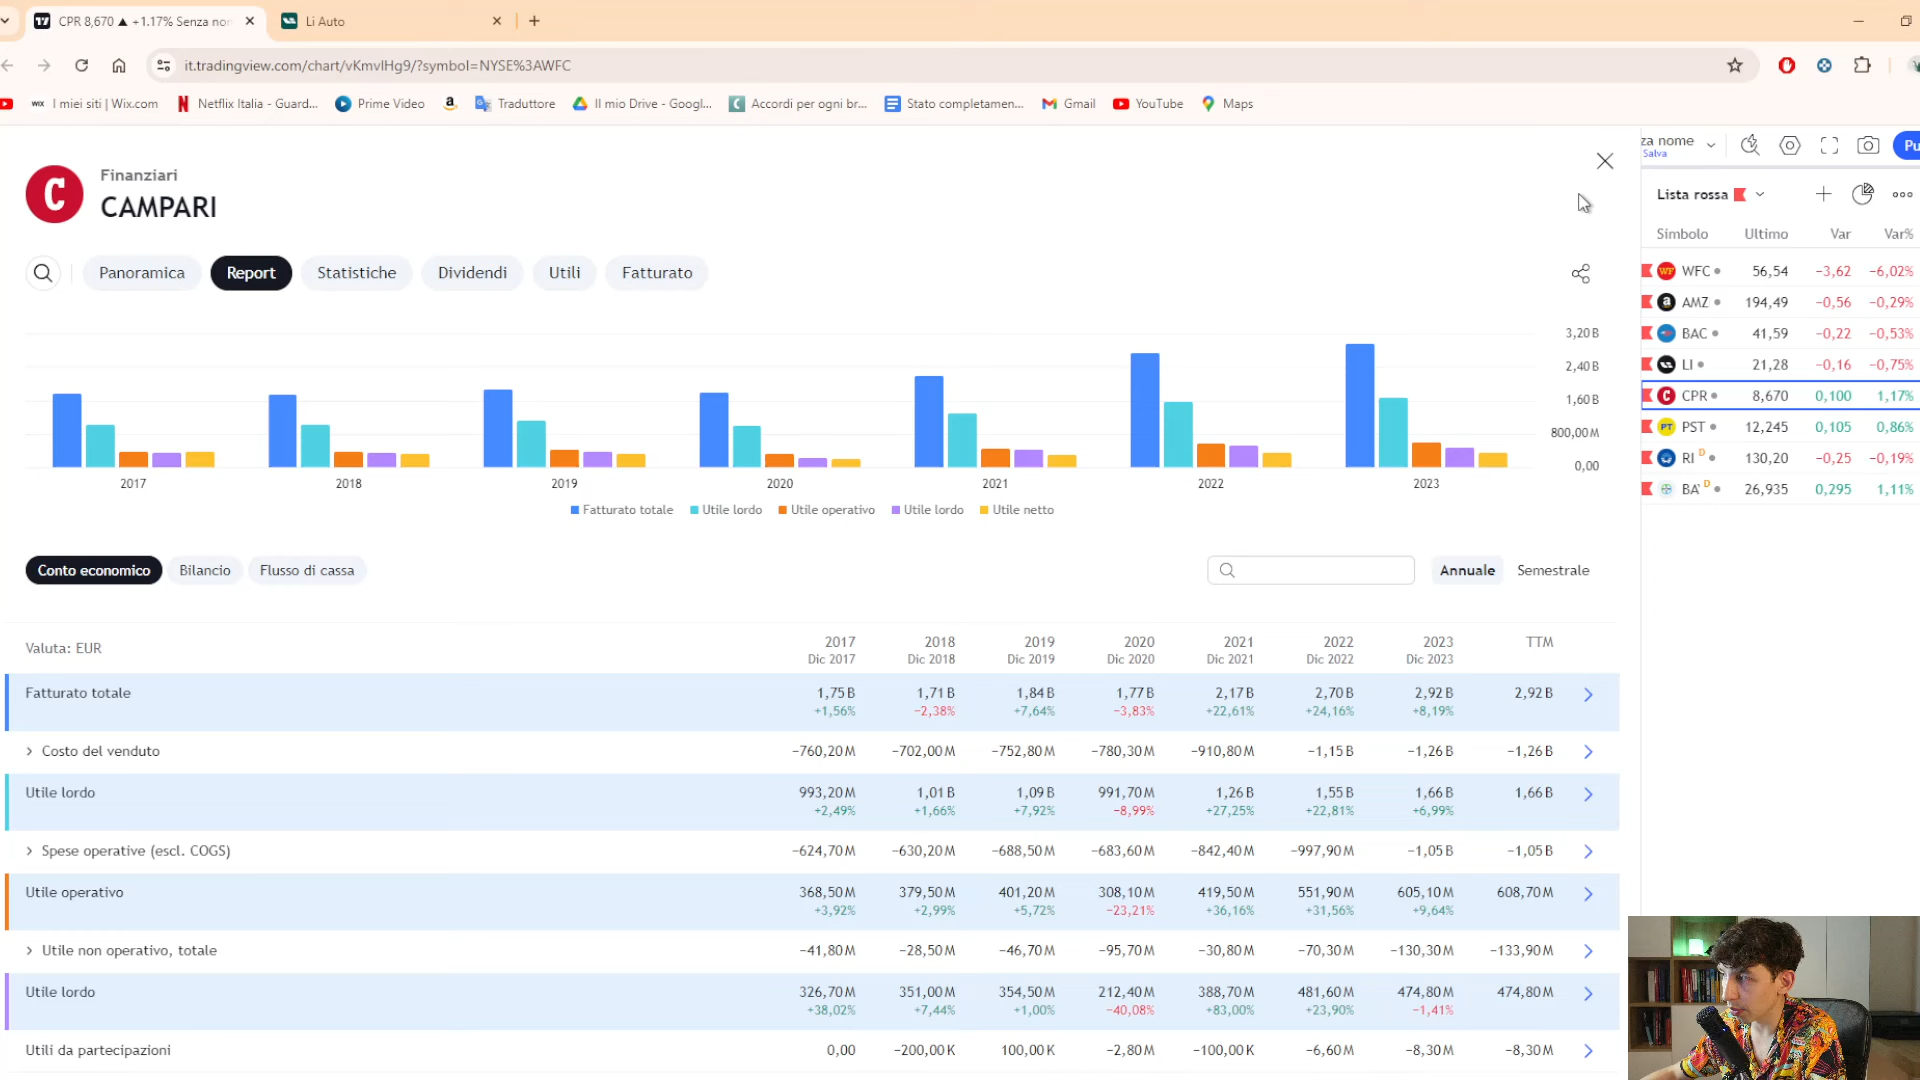 CPR 8,670 ▲ +1.17% Senza nor
Li Auto
it.tradingview.com/chart/vKmvlHg9/?symbol=NYSE%3AWFC
WIX I miei siti | Wix.com
Netflix Italia - Guard...
Prime Video
Traduttore
Il mio Drive - Googl...
Accordi per ogni br...
Stato completamen...
Gmail
YouTube
Maps
Finanziari
CAMPARI
Panoramica
Report
Statistiche
Dividendi
Utili
Fatturato
3,20 B
2,40 B
1,60 B
800,00 M
0,00
2017 2018 2019 2020 2021 2022 2023
Fatturato totale Utile lordo Utile operativo Utile lordo Utile netto
Conto economico
Bilancio
Flusso di cassa
Annuale
Semestrale
2017 2018 2019 2020 2021 2022 2023 TTM
Valuta: EUR
Dic 2017 Dic 2018 Dic 2019 Dic 2020 Dic 2021 Dic 2022 Dic 2023
Fatturato totale 1,75 B 1,71 B 1,84 B 1,77 B 2,17 B 2,70 B 2,92 B 2,92 B
+1,56% −2,38% +7,64% −3,83% +22,61% +24,16% +8,19%
Costo del venduto −760,20 M −702,00 M −752,80 M −780,30 M −910,80 M −1,15 B −1,26 B −1,26 B
Utile lordo 993,20 M 1,01 B 1,09 B 991,70 M 1,26 B 1,55 B 1,66 B 1,66 B
+2,49% +1,66% +7,92% −8,99% +27,25% +22,81% +6,99%
Spese operative (escl. COGS) −624,70 M −630,20 M −688,50 M −683,60 M −842,40 M −997,90 M −1,05 B −1,05 B
Utile operativo 368,50 M 379,50 M 401,20 M 308,10 M 419,50 M 551,90 M 605,10 M 608,70 M
+3,92% +2,99% +5,72% −23,21% +36,16% +31,56% +9,64%
Utile non operativo, totale −41,80 M −28,50 M −46,70 M −95,70 M −30,80 M −70,30 M −130,30 M −133,90 M
Utile lordo 326,70 M 351,00 M 354,50 M 212,40 M 388,70 M 481,60 M 474,80 M 474,80 M
+38,02% +7,44% +1,00% −40,08% +83,00% +23,90% −1,41%
Utili da partecipazioni 0,00 −200,00 K 100,00 K −2,80 M −100,00 K −6,60 M −8,30 M −8,30 M
za nome
Salva
Pu
Lista rossa
Simbolo Ultimo Var Var%
WF WFC 56,54 −3,62 −6,02%
AMZ 194,49 −0,56 −0,29%
BAC 41,59 −0,22 −0,53%
LI 21,28 −0,16 −0,75%
C CPR 8,670 0,100 1,17%
PT PST 12,245 0,105 0,86%
RI D 130,20 −0,25 −0,19%
BA' D 26,935 0,295 1,11%